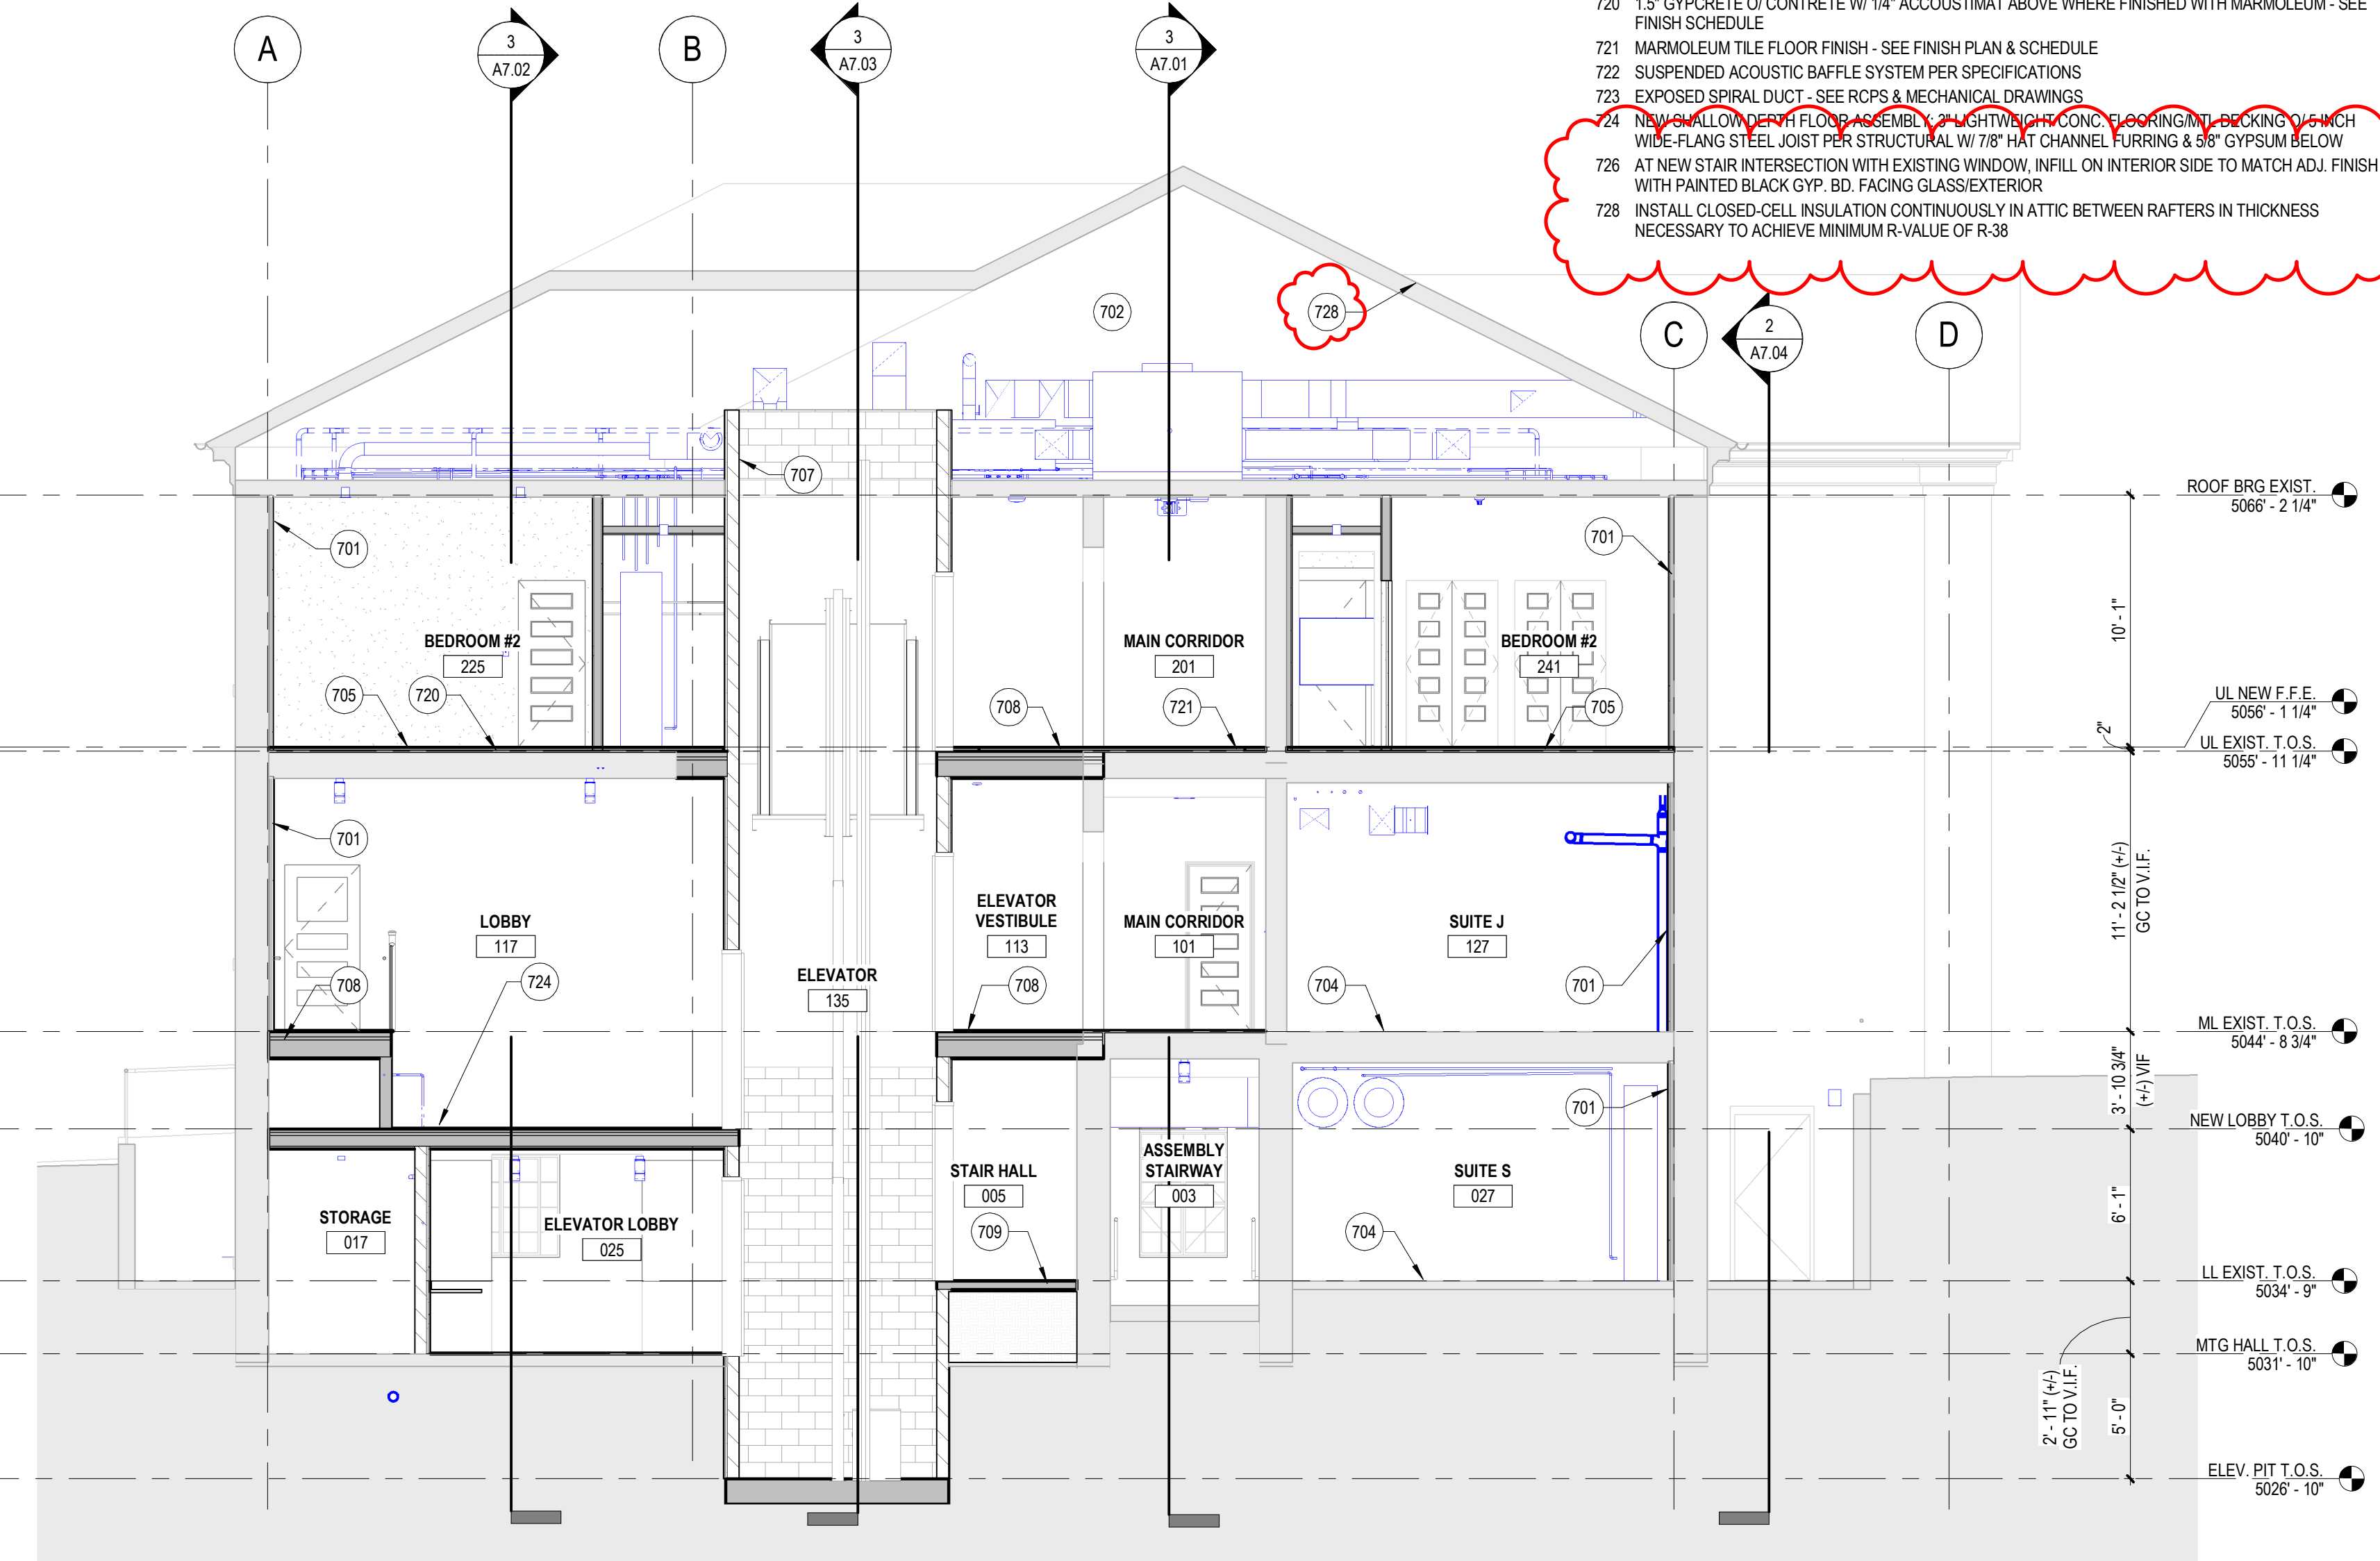 720 1.5" GYPCRETE O/ CONTRETE W/ 1/4" ACCOUSTIMAT ABOVE WHERE FINISHED WITH MARMOLEUM - SEE
FINISH SCHEDULE
721 MARMOLEUM TILE FLOOR FINISH - SEE FINISH PLAN & SCHEDULE
722 SUSPENDED ACOUSTIC BAFFLE SYSTEM PER SPECIFICATIONS
723 EXPOSED SPIRAL DUCT - SEE RCPS & MECHANICAL DRAWINGS
724 NEW SHALLOW DEPTH FLOOR ASSEMBLY: 3" LIGHTWEIGHT CONC. FLOORING/MTL DECKING O/ 5 INCH
WIDE-FLANG STEEL JOIST PER STRUCTURAL W/ 7/8" HAT CHANNEL FURRING & 5/8" GYPSUM BELOW
726 AT NEW STAIR INTERSECTION WITH EXISTING WINDOW, INFILL ON INTERIOR SIDE TO MATCH ADJ. FINISH
WITH PAINTED BLACK GYP. BD. FACING GLASS/EXTERIOR
728 INSTALL CLOSED-CELL INSULATION CONTINUOUSLY IN ATTIC BETWEEN RAFTERS IN THICKNESS
NECESSARY TO ACHIEVE MINIMUM R-VALUE OF R-38
A
3
A7.02
B
3
A7.03
3
A7.01
702
728
C
2
A7.04
D
707
ROOF BRG EXIST.
5066' - 2 1/4"
701
701
10' - 1"
BEDROOM #2
225
MAIN CORRIDOR
201
BEDROOM #2
241
705
720
708
721
705
UL NEW F.F.E.
5056' - 1 1/4"
2"
UL EXIST. T.O.S.
5055' - 11 1/4"
701
11' - 2 1/2" (+/-)
GC TO V.I.F.
LOBBY
117
ELEVATOR
VESTIBULE
113
MAIN CORRIDOR
101
SUITE J
127
708
724
ELEVATOR
135
708
704
701
ML EXIST. T.O.S.
5044' - 8 3/4"
3' - 10 3/4"
(+/-) VIF
701
NEW LOBBY T.O.S.
5040' - 10"
STAIR HALL
005
ASSEMBLY
STAIRWAY
003
SUITE S
027
6' - 1"
STORAGE
017
ELEVATOR LOBBY
025
709
704
LL EXIST. T.O.S.
5034' - 9"
MTG HALL T.O.S.
5031' - 10"
2' - 11" (+/-)
GC TO V.I.F.
5' - 0"
ELEV. PIT T.O.S.
5026' - 10"